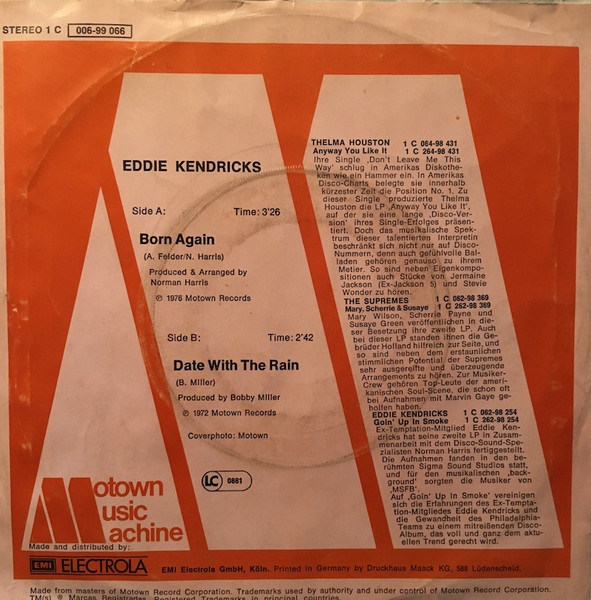 STEREO 1 C 006-99 066
EDDIE KENDRICKS
Side A: Time: 3'26
Born Again
(A. Felder/N. Harris)
Produced & Arranged by
Norman Harris
℗ 1976 Motown Records
Side B: Time: 2'42
Date With The Rain
(B. Miller)
Produced by Bobby Miller
℗ 1972 Motown Records
Coverphoto: Motown
LC 0881
THELMA HOUSTON 1 C 064-98 431
Anyway You Like It 1 C 264-98 431
Ihre Single ‚Don't Leave Me This
Way' schlug in Amerikas Diskothe-
ken wie ein Hammer ein. In Amerikas
Disco-Charts belegte sie innerhalb
kürzester Zeit die Position No. 1. Zu
dieser Single produzierte Thelma
Houston die LP ‚Anyway You Like It',
auf der sie eine lange ‚Disco-Ver-
sion' ihres Single-Erfolges präsen-
tiert. Doch das musikalische Spek-
trum dieser talentierten Interpretin
beschränkt sich nicht nur auf Disco-
Nummern, denn auch gefühlvolle Bal-
laden gehören genauso zu ihrem
Metier. So sind neben Eigenkompo-
sitionen auch Stücke von Jermaine
Jackson (Ex-Jackson 5) und Stevie
Wonder zu hören.
THE SUPREMES 1 C 062-98 369
Mary, Scherrie & Susaye 1 C 262-98 369
Mary Wilson, Scherrie Payne und
Susaye Green veröffentlichen in die-
ser Besetzung ihre zweite LP. Auch
bei dieser LP standen ihnen die Ge-
brüder Holland hilfreich zur Seite, und
so sind neben dem erstaunlichen
stimmlichen Potential der Supremes
sehr ausgereifte und überzeugende
Arrangements zu hören. Zur Musiker-
Crew gehören Top-Leute der ameri-
kanischen Soul-Scene, die schon oft
bei Aufnahmen mit Marvin Gaye ge-
holfen haben.
EDDIE KENDRICKS 1 C 062-98 254
Goin' Up In Smoke 1 C 262-98 254
Ex-Temptation-Mitglied Eddie Ken-
dricks hat seine zweite LP in Zusam-
menarbeit mit dem Disco-Sound-Spe-
zialisten Norman Harris fertiggestellt.
Die Aufnahmen fanden in den be-
rühmten Sigma Sound Studios statt,
und für den musikalischen ‚back-
ground' sorgten die Musiker von
‚MSFB'.
Auf ‚Goin' Up In Smoke' vereinigen
sich die Erfahrungen des Ex-Tempta-
tion-Mitgliedes Eddie Kendricks und
die Gewandheit des Philadelphia-
Teams zu einem mitreißenden Disco-
Album, das voll und ganz dem aktu-
ellen Trend gerecht wird.
Motown
Music
Machine
Made and distributed by:
EMI ELECTROLA EMI Electrola GmbH, Köln. Printed in Germany by Druckhaus Maack KG, 588 Lüdenscheid.
Made from masters of Motown Record Corporation. Trademarks used by authority and under control of Motown Record Corporation.
TM(s) ® Marcas Registradas. Registered Trademarks in principal countries.